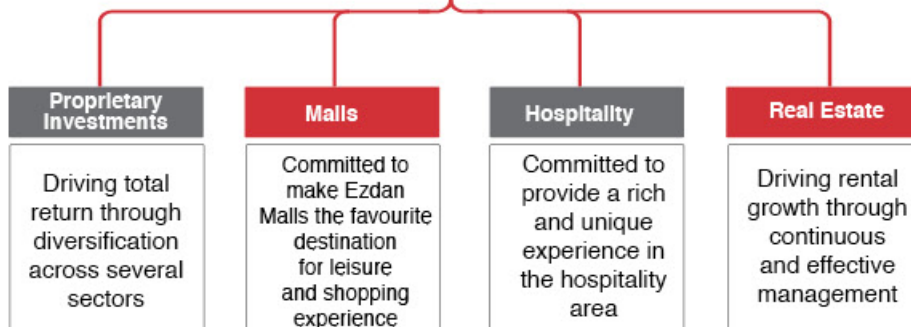 Proprietary
Investments
Driving total
return through
diversification
across several
sectors
Malls
Committed to
make Ezdan
Malls the favourite
destination
for leisure
and shopping
experience
Hospitality
Committed to
provide a rich
and unique
experience in
the hospitality
area
Real Estate
Driving rental
growth through
continuous
and effective
management